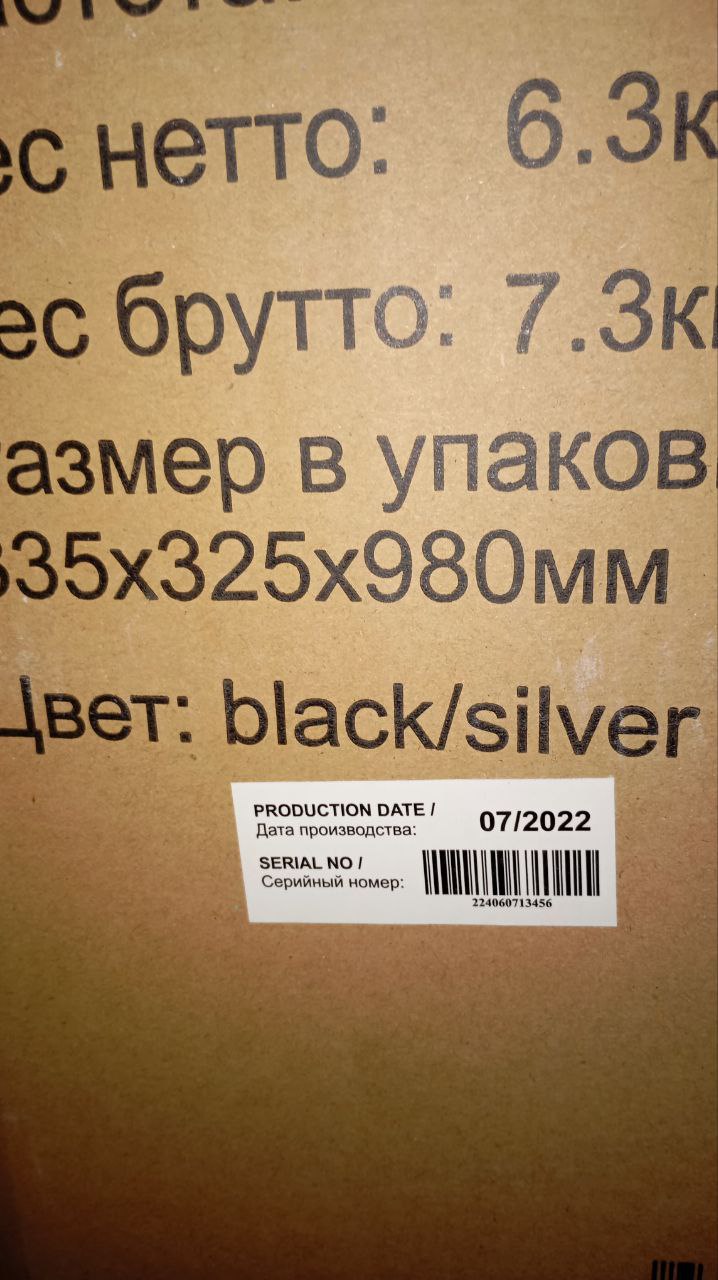 ес нетто: 6.3к
ес брутто: 7.3к
азмер в упаков
335x325x980мм
Цвет: black/silver
PRODUCTION DATE / 07/2022
Дата производства:
SERIAL NO /
Серийный номер:
224060713456